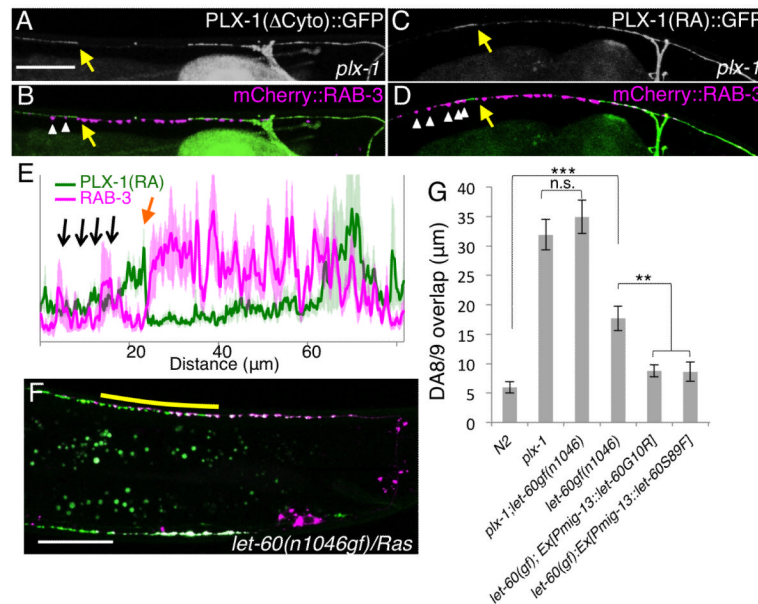 A PLX-1(ΔCyto)::GFP
plx-1
B mCherry::RAB-3
C PLX-1(RA)::GFP
plx-1
D mCherry::RAB-3
E
PLX-1(RA)
RAB-3
20 40 60
Distance (µm)
F
let-60(n1046gf)/Ras
G
DA8/9 overlap (µm)
40
35
30
25
20
15
10
5
0
***
n.s.
**
N2
plx-1
plx-1;let-60gf(n1046)
let-60gf(n1046)
let-60(gf); Ex[Pmig-13::let-60G10R]
let-60(gf):Ex[Pmig-13::let-60S89F]